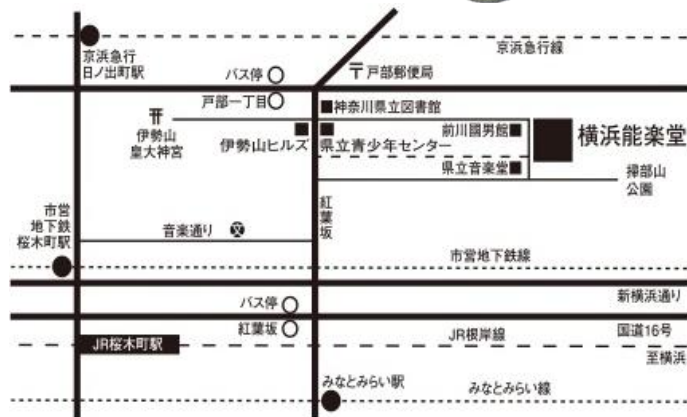 京浜急行線
京浜急行
日ノ出町駅
バス停
〒戸部郵便局
戸部一丁目
神奈川県立図書館
伊勢山
皇大神宮
伊勢山ヒルズ
県立青少年センター
前川國男館
横浜能楽堂
県立音楽堂
掃部山
公園
市営
地下鉄
桜木町駅
音楽通り
文
紅葉坂
市営地下鉄線
新横浜通り
バス停
紅葉坂
JR根岸線
国道16号
JR桜木町駅
至横浜
みなとみらい駅
みなとみらい線